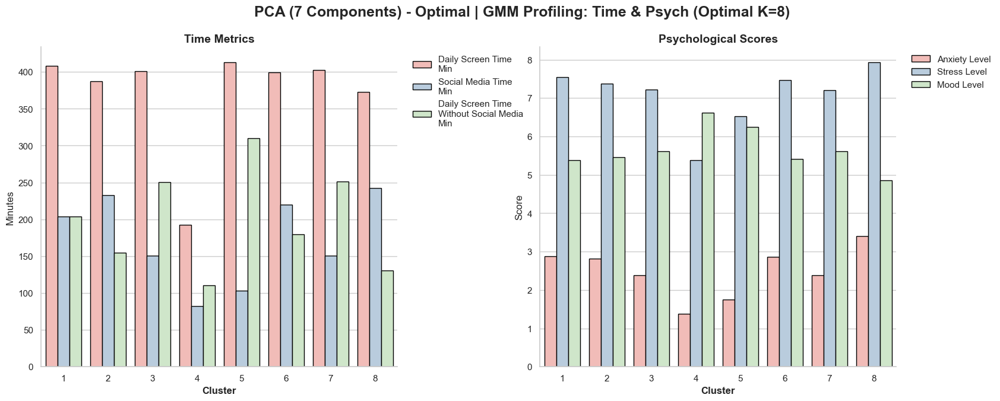 PCA (7 Components) - Optimal | GMM Profiling: Time & Psych (Optimal K=8)
Time Metrics
Minutes
400
350
300
250
200
150
100
50
0
1 2 3 4 5 6 7 8
Cluster
Daily Screen Time
Min
Social Media Time
Min
Daily Screen Time
Without Social Media
Min
Psychological Scores
Score
8
7
6
5
4
3
2
1
0
1 2 3 4 5 6 7 8
Cluster
Anxiety Level
Stress Level
Mood Level